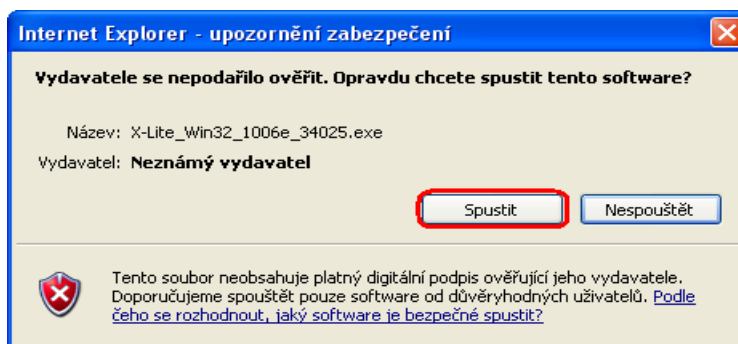 Internet Explorer - upozornění zabezpečení
Vydavatele se nepodařilo ověřit. Opravdu chcete spustit tento software?
Název: X-Lite_Win32_1006e_34025.exe
Vydavatel: Neznámý vydavatel
Spustit Nespouštět
Tento soubor neobsahuje platný digitální podpis ověřující jeho vydavatele.
Doporučujeme spouštět pouze software od důvěryhodných uživatelů. Podle
čeho se rozhodnout, jaký software je bezpečné spustit?